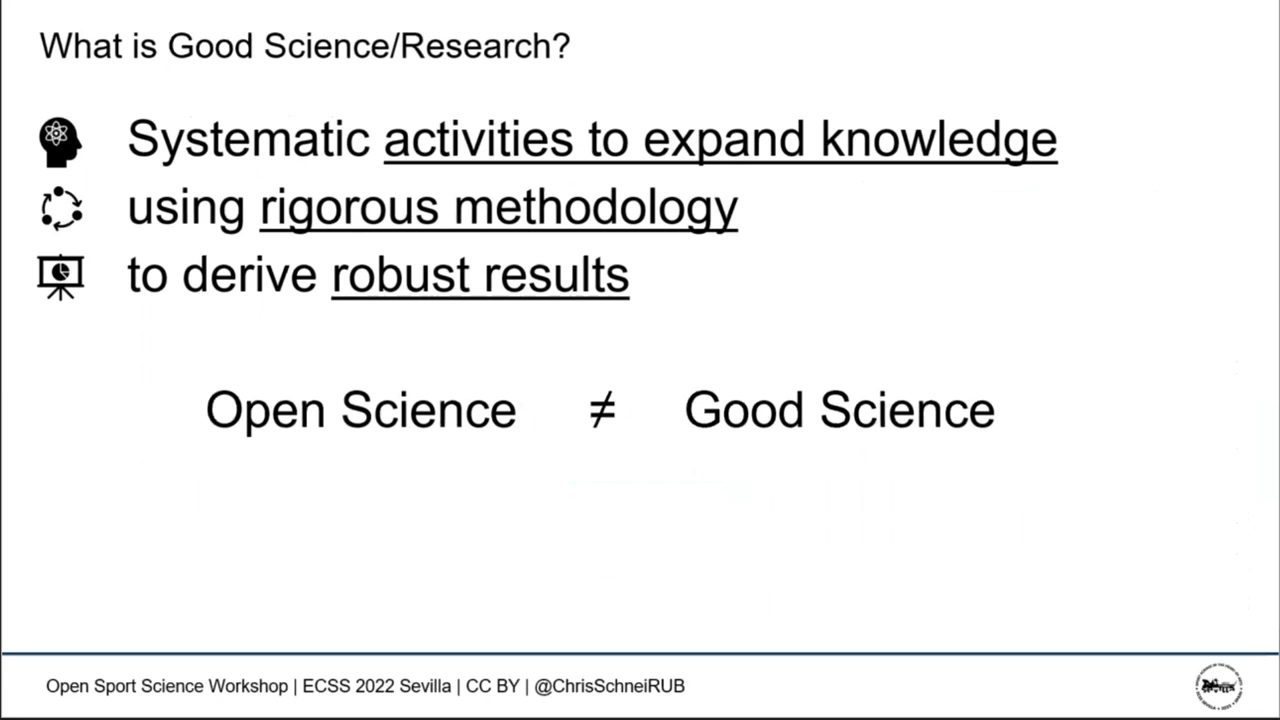 What is Good Science/Research?
Systematic activities to expand knowledge
using rigorous methodology
to derive robust results
Open Science ≠ Good Science
Open Sport Science Workshop | ECSS 2022 Sevilla | CC BY | @ChrisSchneiRUB